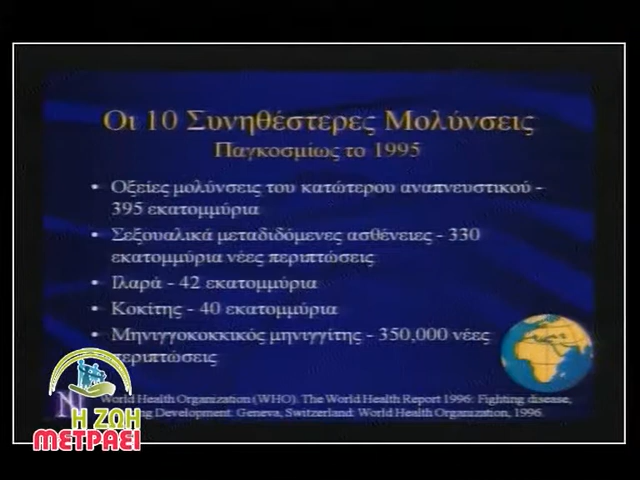 Οι 10 Συνηθέστερες Μολύνσεις
Παγκοσμίως το 1995
• Οξείες μολύνσεις του κατώτερου αναπνευστικού -
395 εκατομμύρια
• Σεξουαλικά μεταδιδόμενες ασθένειες - 330
εκατομμύρια νέες περιπτώσεις
• Ιλαρά - 42 εκατομμύρια
• Κοκίτης - 40 εκατομμύρια
• Μηνιγγοκοκκικός μηνιγγίτης - 350,000 νέες
περιπτώσεις
World Health Organization (WHO). The World Health Report 1996: Fighting disease,
Development. Geneva, Switzerland: World Health Organization, 1996.
Η ΖΩΗ
ΜΕΤΡΑΕΙ